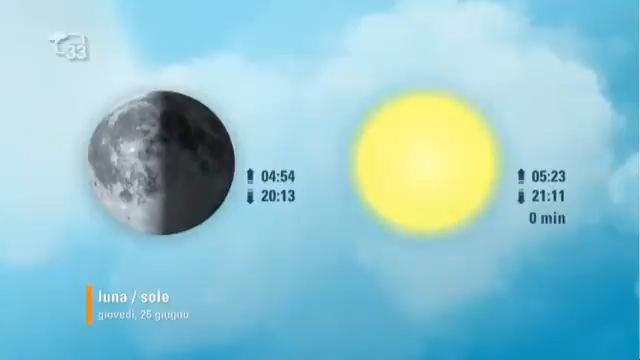 33
04:54
20:13
05:23
21:11
0 min
luna / sole
giovedì, 26 giugno